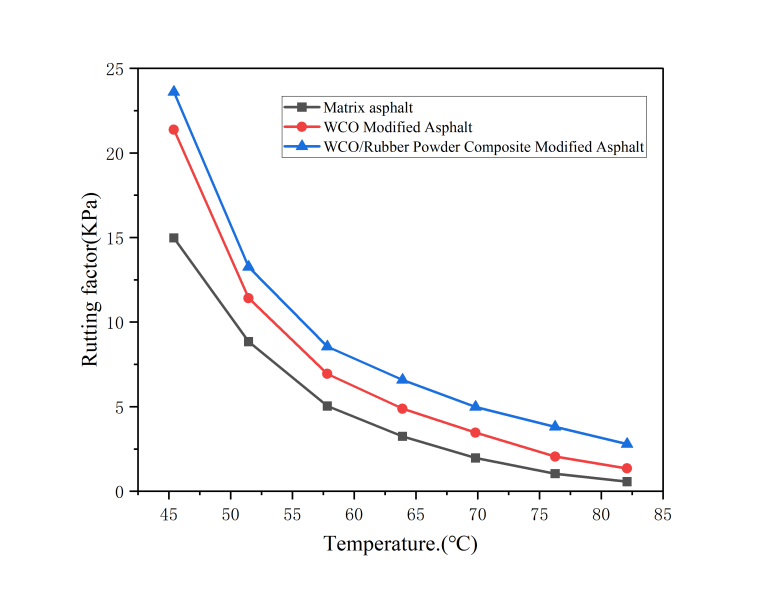 25
20
15
10
5
0
Rutting factor(KPa)
Matrix asphalt
WCO Modified Asphalt
WCO/Rubber Powder Composite Modified Asphalt
45 50 55 60 65 70 75 80 85
Temperature.(℃)